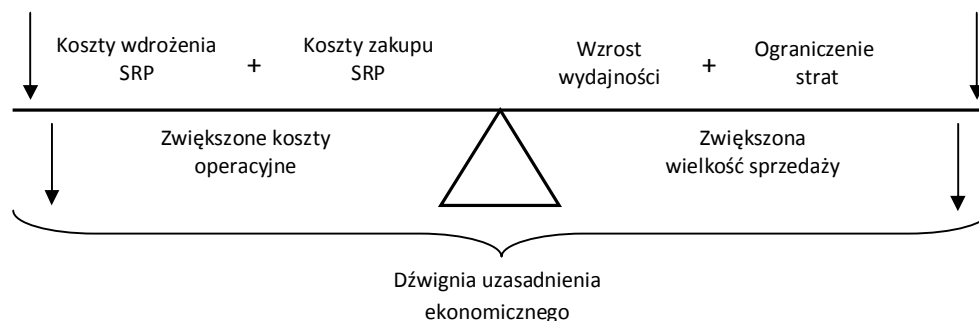 Koszty wdrożenia
SRP
+
Koszty zakupu
SRP
Wzrost
wydajności
+
Ograniczenie
strat
Zwiększone koszty
operacyjne
Zwiększona
wielkość sprzedaży
Dźwignia uzasadnienia
ekonomicznego